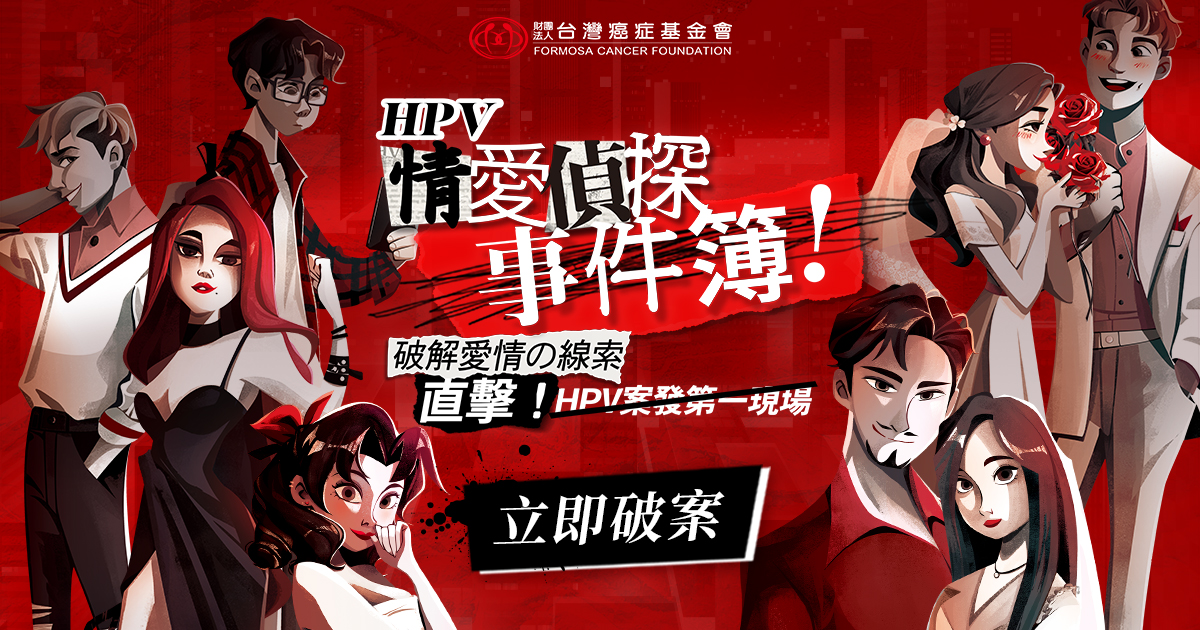 財團法人台灣癌症基金會
FORMOSA CANCER FOUNDATION
HPV
情愛偵探
事件簿!
破解愛情の線索
直擊!HPV案發第一現場
立即破案